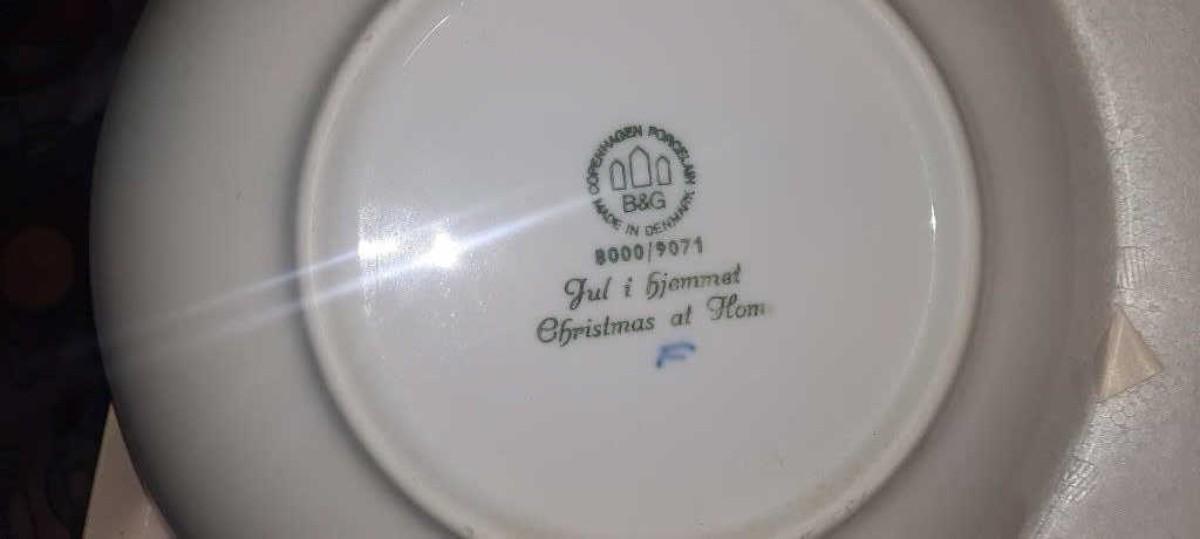 COPENHAGEN PORCELAIN
B&G
MADE IN DENMARK
8000/9071
Jul i hjemmet
Christmas at Hom
F